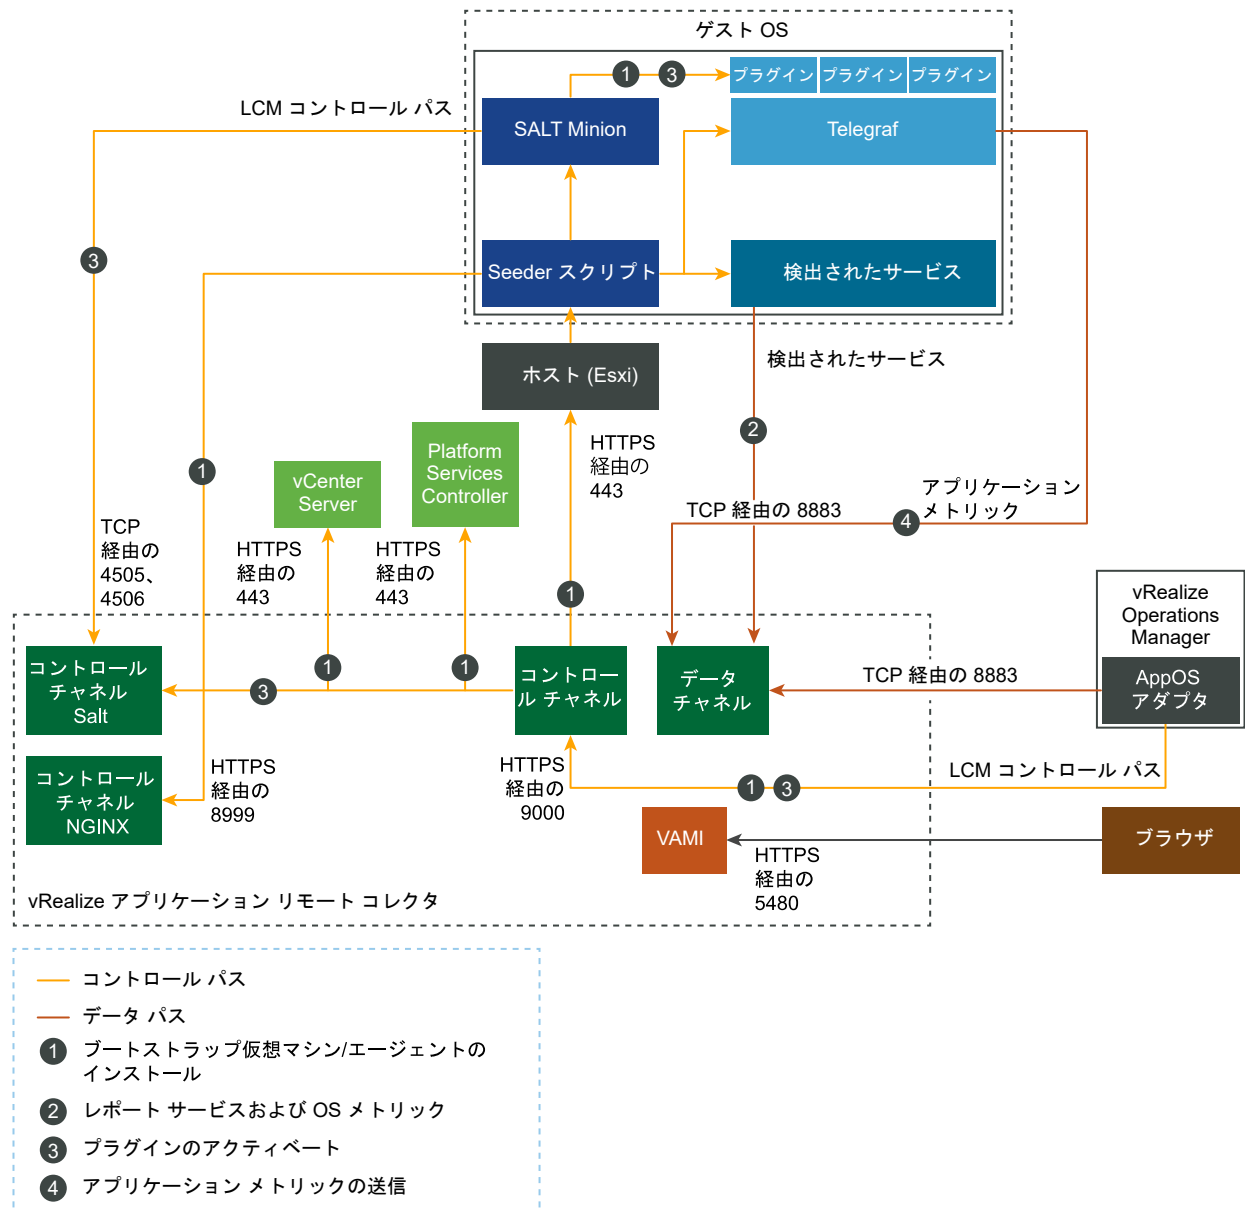 ゲスト OS
1
3
プラグイン
プラグイン
プラグイン
LCM コントロール パス
SALT Minion
Telegraf
3
Seeder スクリプト
検出されたサービス
検出されたサービス
ホスト (Esxi)
2
1
HTTPS
経由の
443
Platform
Services
Controller
vCenter
Server
アプリケーション
メトリック
TCP 経由の 8883
4
TCP
経由の
4505、
4506
HTTPS
経由の
443
HTTPS
経由の
443
1
vRealize
Operations
Manager
AppOS
アダプタ
コントロール
チャネル
Salt
3
1
1
コントロー
ル チャネル
データ
チャネル
TCP 経由の 8883
コントロール
チャネル
NGINX
HTTPS
経由の
8999
HTTPS
経由の
9000
1
3
LCM コントロール パス
VAMI
HTTPS
経由の
5480
ブラウザ
vRealize アプリケーション リモート コレクタ
コントロール パス
データ パス
1
ブートストラップ仮想マシン/エージェントの
インストール
2
レポート サービスおよび OS メトリック
3
プラグインのアクティベート
4
アプリケーション メトリックの送信